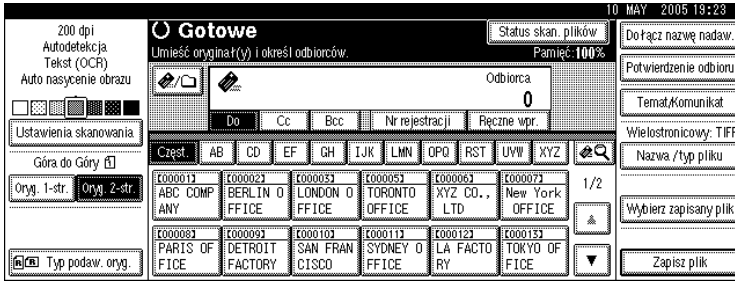 10 MAY 2005 19:23
200 dpi
Autodetekcja
Tekst (OCR)
Auto nasycenie obrazu
Ustawienia skanowania
Góra do Góry
Oryg. 1-str.
Oryg. 2-str.
Typ podaw. oryg.
Gotowe
Status skan. plików
Umieść oryginał(y) i określ odbiorców.
Pamięć:100%
Odbiorca
0
Do
Cc
Bcc
Nr rejestracji
Ręczne wpr.
Częst. AB CD EF GH IJK LMN OPQ RST UVW XYZ
[00001] [00002] [00003] [00005] [00006] [00007]
ABC COMP BERLIN O LONDON O TORONTO XYZ CO., New York
ANY FFICE FFICE OFFICE LTD OFFICE
1/2
[00008] [00009] [00010] [00011] [00012] [00013]
PARIS OF DETROIT SAN FRAN SYDNEY O LA FACTO TOKYO OF
FICE FACTORY CISCO FFICE RY FICE
Dołącz nazwę nadaw.
Potwierdzenie odbioru
Temat/Komunikat
Wielostronicowy: TIFF
Nazwa /typ pliku
Wybierz zapisany plik
Zapisz plik